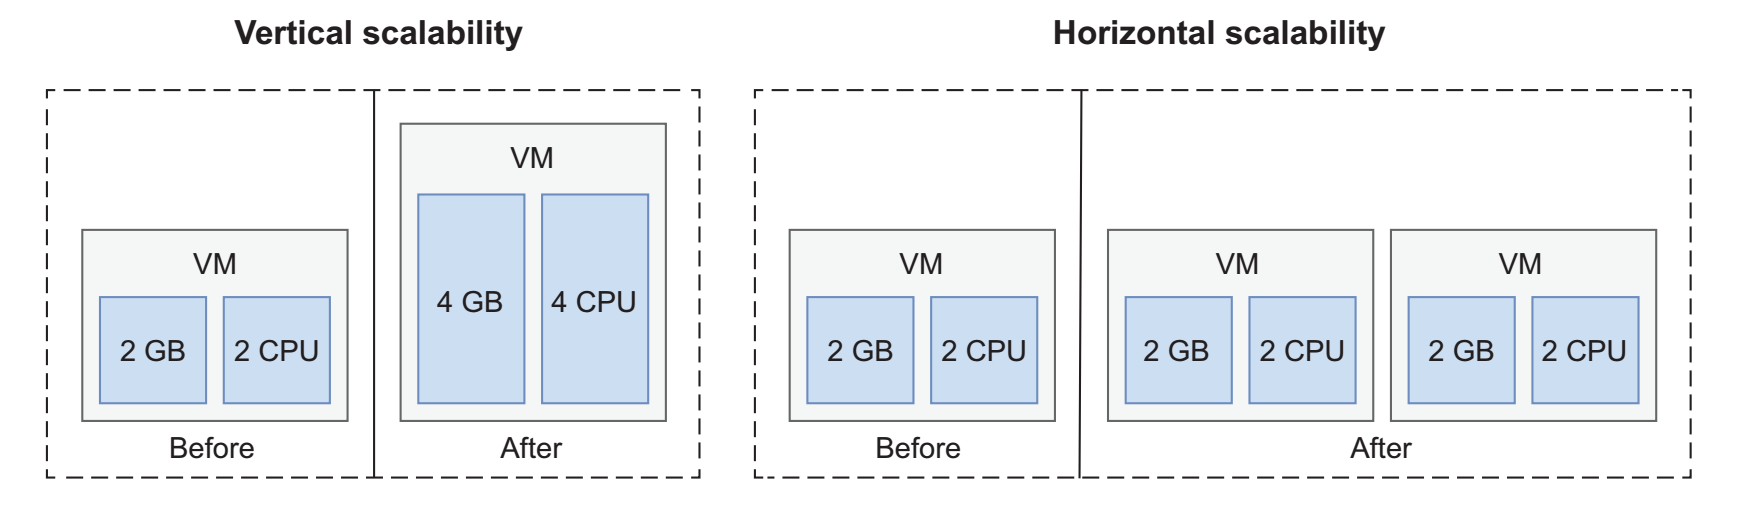 Vertical scalability
VM
2 GB
2 CPU
Before
VM
4 GB
4 CPU
After
Horizontal scalability
VM
2 GB
2 CPU
Before
VM
2 GB
2 CPU
VM
2 GB
2 CPU
After